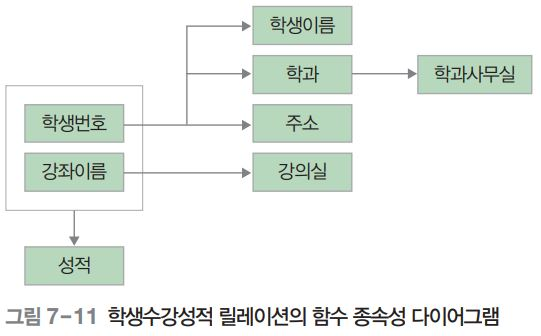 학생이름
학과
학과사무실
학생번호
주소
강좌이름
강의실
성적
그림 7-11 학생수강성적 릴레이션의 함수 종속성 다이어그램